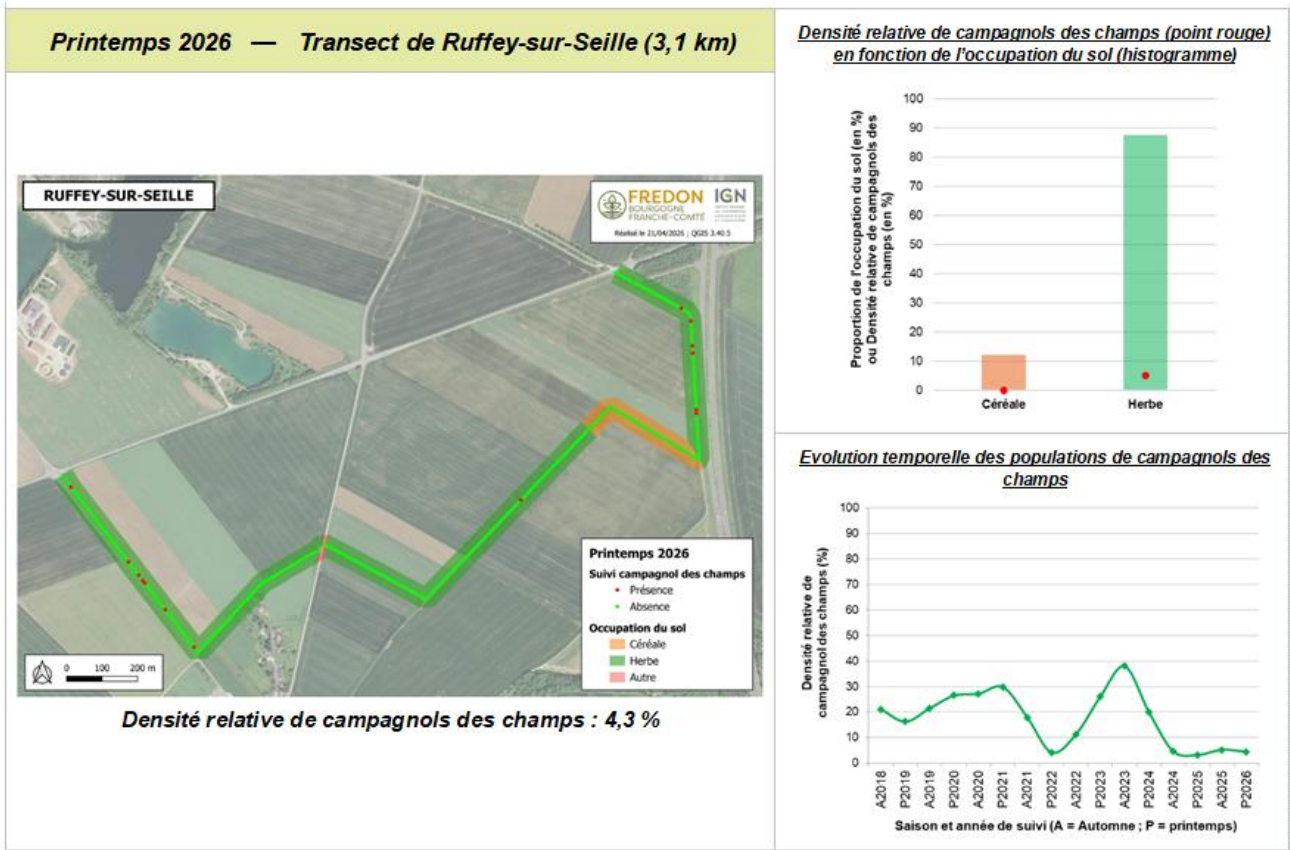 Printemps 2026 — Transect de Ruffey-sur-Seille (3,1 km)
RUFFEY-SUR-SEILLE
FREDON
BOURGOGNE
FRANCHE-COMTÉ
IGN
Réalisé le 21/04/2026 ; QGIS 3.40.5
Printemps 2026
Suivi campagnol des champs
Présence
Absence
Occupation du sol
Céréale
Herbe
Autre
0 100 200 m
Densité relative de campagnols des champs : 4,3 %
Densité relative de campagnols des champs (point rouge)
en fonction de l'occupation du sol (histogramme)
Proportion de l'occupation du sol (en %)
ou Densité relative de campagnols des
champs (en %)
100
90
80
70
60
50
40
30
20
10
0
Céréale Herbe
Evolution temporelle des populations de campagnols des
champs
Densité relative de
campagnol des champs (%)
100
90
80
70
60
50
40
30
20
10
0
A2018 P2019 A2019 P2020 A2020 P2021 A2021 P2022 A2022 P2023 A2023 P2024 A2024 P2025 A2025 P2026
Saison et année de suivi (A = Automne ; P = printemps)